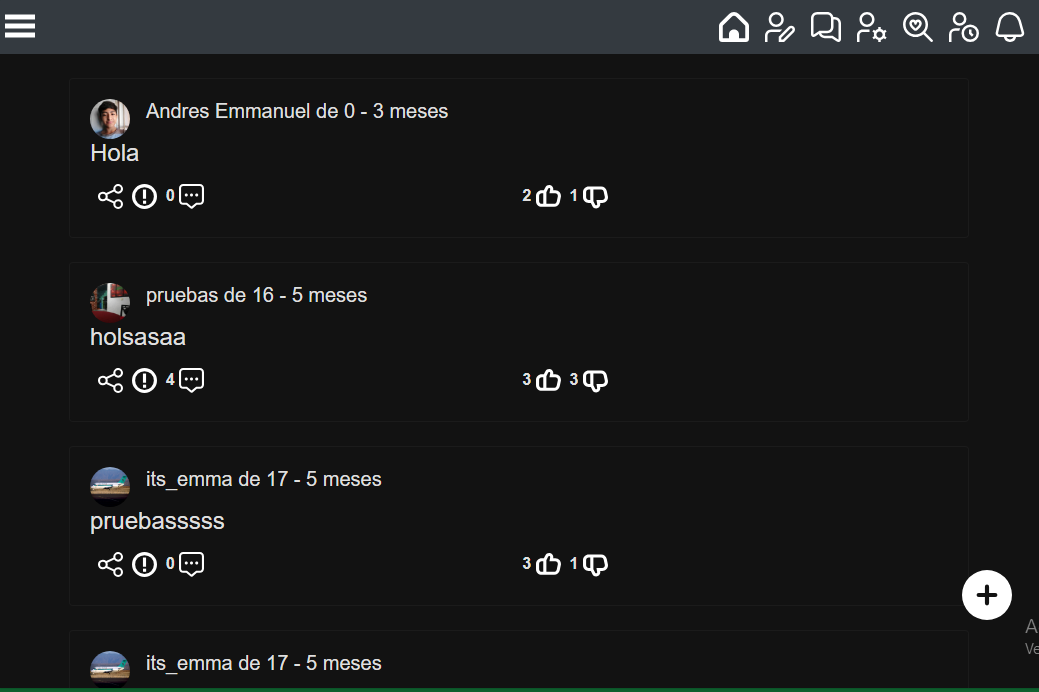 Andres Emmanuel de 0 - 3 meses
Hola
0 2 1
pruebas de 16 - 5 meses
holsasaa
4 3 3
its_emma de 17 - 5 meses
pruebasssss
0 3 1
A
Ve
its_emma de 17 - 5 meses